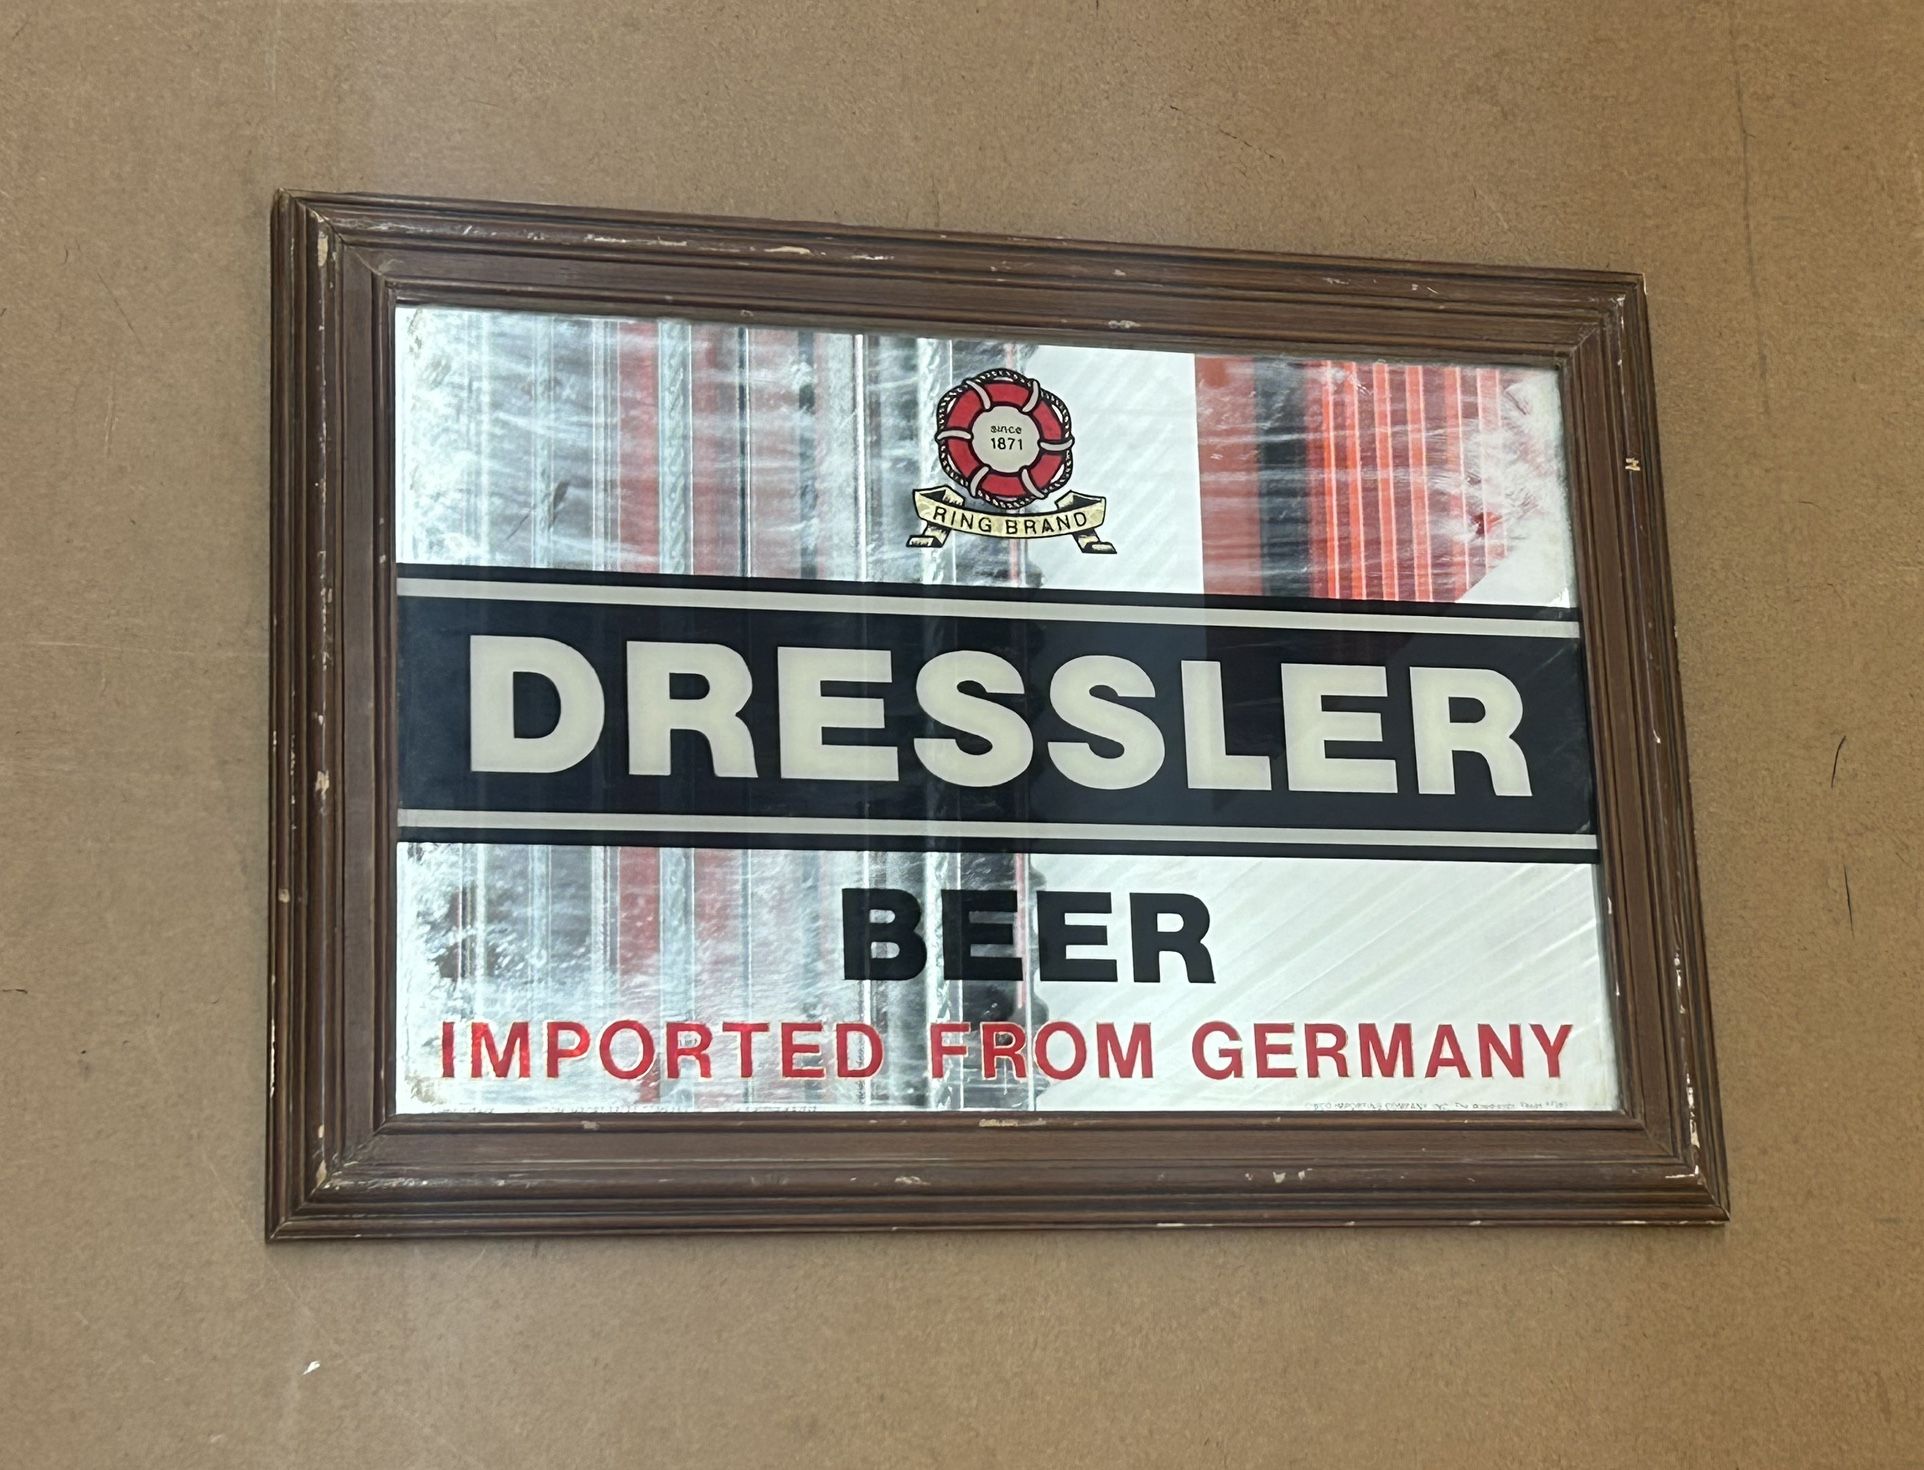 since
1871
RING BRAND
DRESSLER
BEER
IMPORTED FROM GERMANY